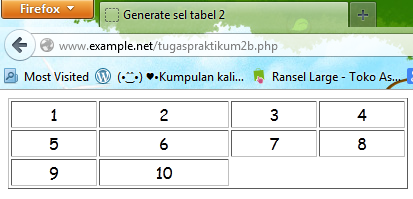 Firefox
Generate sel tabel 2
www.example.net/tugaspraktikum2b.php
Most Visited (•̃‿•̃) ♥•Kumpulan kali... Ransel Large - Toko As...
1 2 3 4
5 6 7 8
9 10